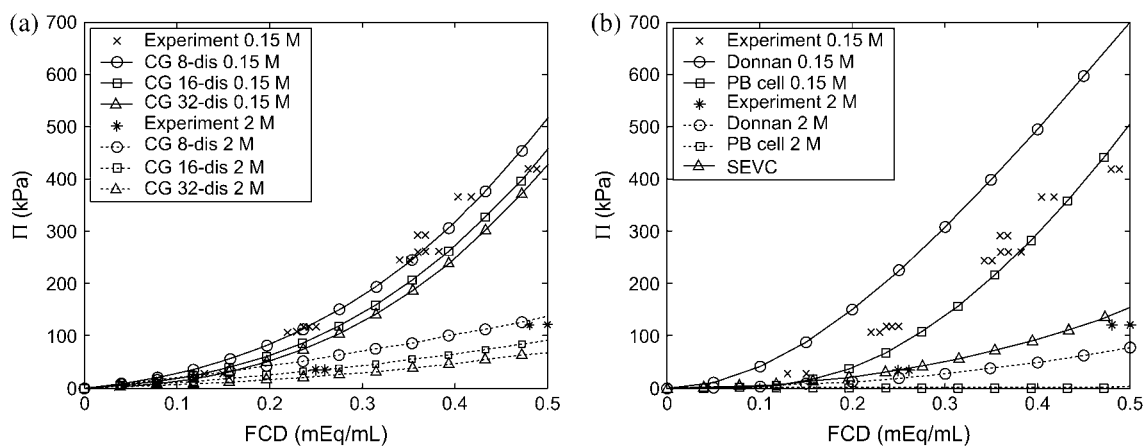 (a)
Π (kPa)
700
600
500
400
300
200
100
0
Experiment 0.15 M
CG 8-dis 0.15 M
CG 16-dis 0.15 M
CG 32-dis 0.15 M
Experiment 2 M
CG 8-dis 2 M
CG 16-dis 2 M
CG 32-dis 2 M
0 0.1 0.2 0.3 0.4 0.5
FCD (mEq/mL)
(b)
Π (kPa)
700
600
500
400
300
200
100
0
Experiment 0.15 M
Donnan 0.15 M
PB cell 0.15 M
Experiment 2 M
Donnan 2 M
PB cell 2 M
SEVC
0 0.1 0.2 0.3 0.4 0.5
FCD (mEq/mL)